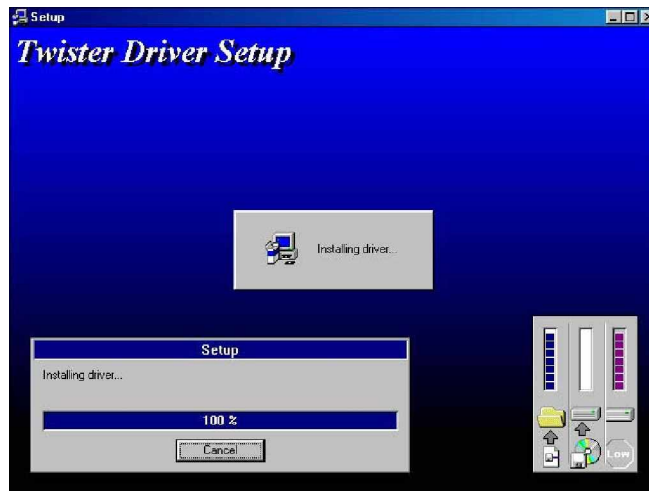 Setup
Twister Driver Setup
Installing driver...
Setup
Installing driver...
100 %
Cancel
Low